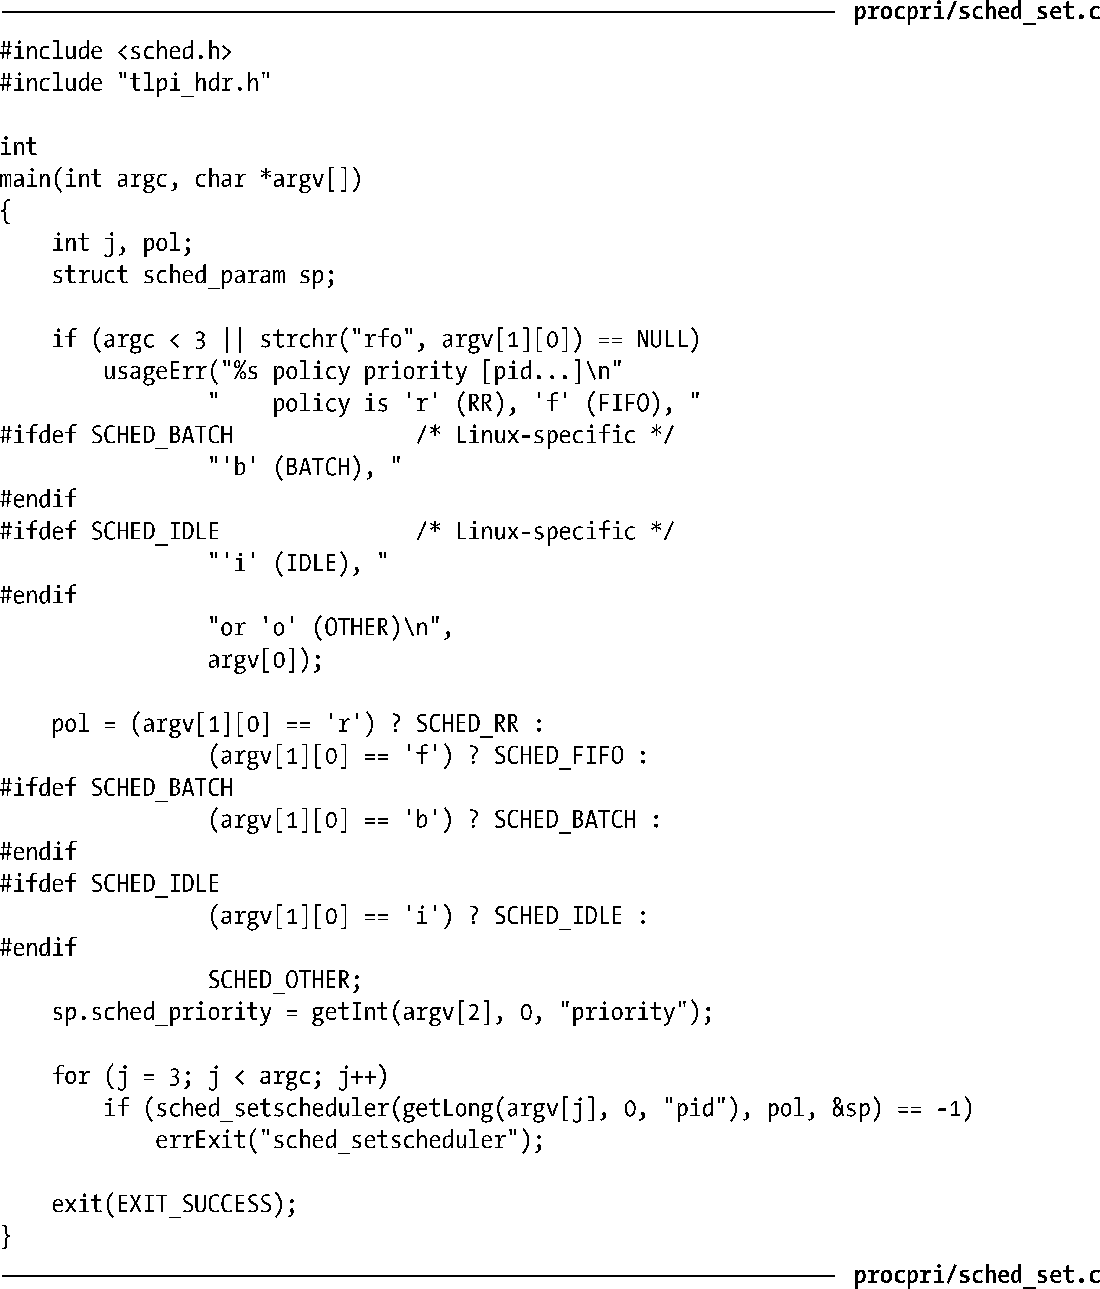 procpri/sched_set.c
#include <sched.h>
#include "tlpi_hdr.h"

int
main(int argc, char *argv[])
{
    int j, pol;
    struct sched_param sp;

    if (argc < 3 || strchr("rfo", argv[1][0]) == NULL)
        usageErr("%s policy priority [pid...]\n"
                "    policy is 'r' (RR), 'f' (FIFO), "
#ifdef SCHED_BATCH              /* Linux-specific */
                "'b' (BATCH), "
#endif
#ifdef SCHED_IDLE               /* Linux-specific */
                "'i' (IDLE), "
#endif
                "or 'o' (OTHER)\n",
                argv[0]);

    pol = (argv[1][0] == 'r') ? SCHED_RR :
                (argv[1][0] == 'f') ? SCHED_FIFO :
#ifdef SCHED_BATCH
                (argv[1][0] == 'b') ? SCHED_BATCH :
#endif
#ifdef SCHED_IDLE
                (argv[1][0] == 'i') ? SCHED_IDLE :
#endif
                SCHED_OTHER;
    sp.sched_priority = getInt(argv[2], 0, "priority");

    for (j = 3; j < argc; j++)
        if (sched_setscheduler(getLong(argv[j], 0, "pid"), pol, &sp) == -1)
            errExit("sched_setscheduler");

    exit(EXIT_SUCCESS);
}
procpri/sched_set.c